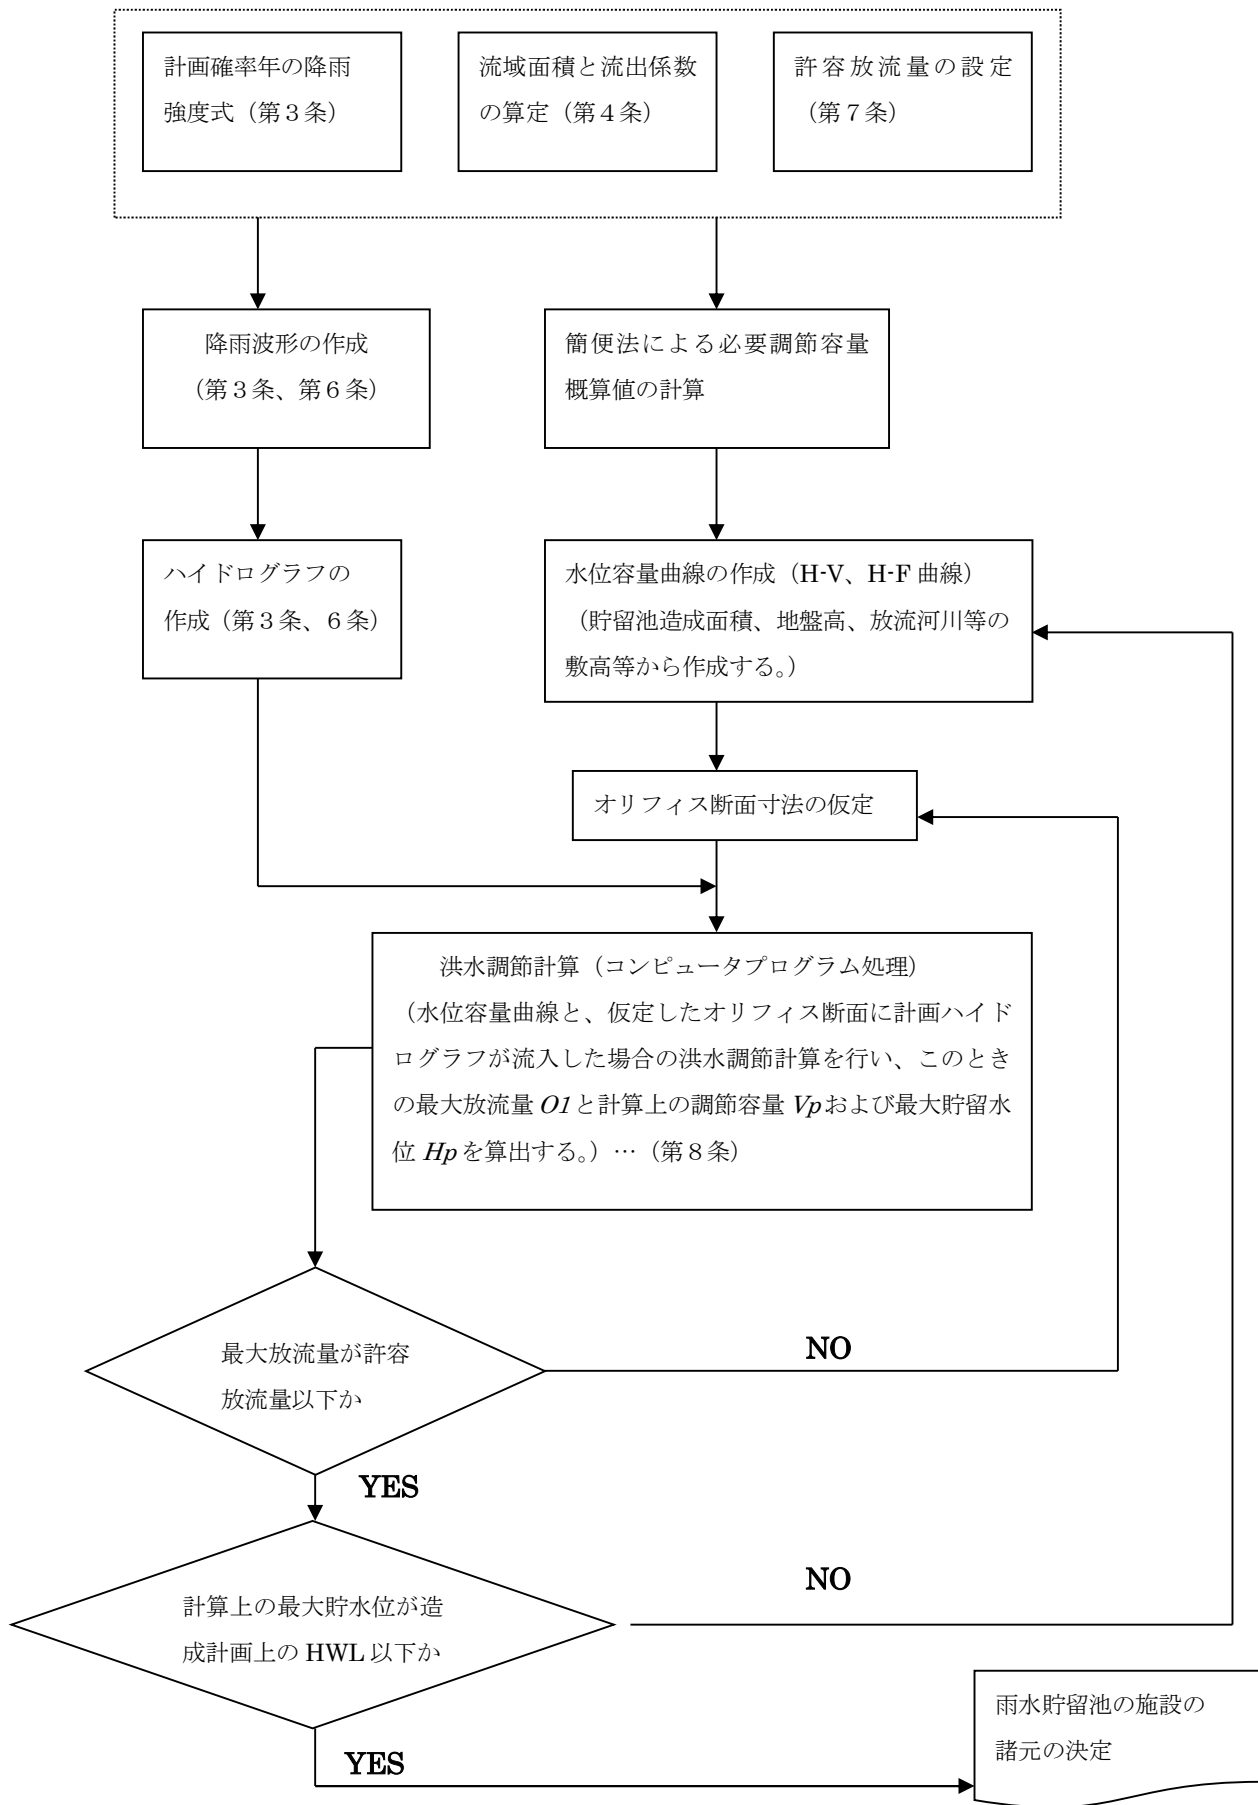 計画確率年の降雨
強度式（第３条）
流域面積と流出係数
の算定（第４条）
許容放流量の設定
（第７条）
降雨波形の作成
（第３条、第６条）
簡便法による必要調節容量
概算値の計算
ハイドログラフの
作成（第３条、６条）
水位容量曲線の作成（H-V、H-F 曲線）
（貯留池造成面積、地盤高、放流河川等の
敷高等から作成する。）
オリフィス断面寸法の仮定
洪水調節計算（コンピュータプログラム処理）
（水位容量曲線と、仮定したオリフィス断面に計画ハイド
ログラフが流入した場合の洪水調節計算を行い、このとき
の最大放流量 O1 と計算上の調節容量 Vp および最大貯留水
位 Hp を算出する。）…（第８条）
最大放流量が許容
放流量以下か
NO
YES
計算上の最大貯水位が造
成計画上の HWL 以下か
NO
YES
雨水貯留池の施設の
諸元の決定